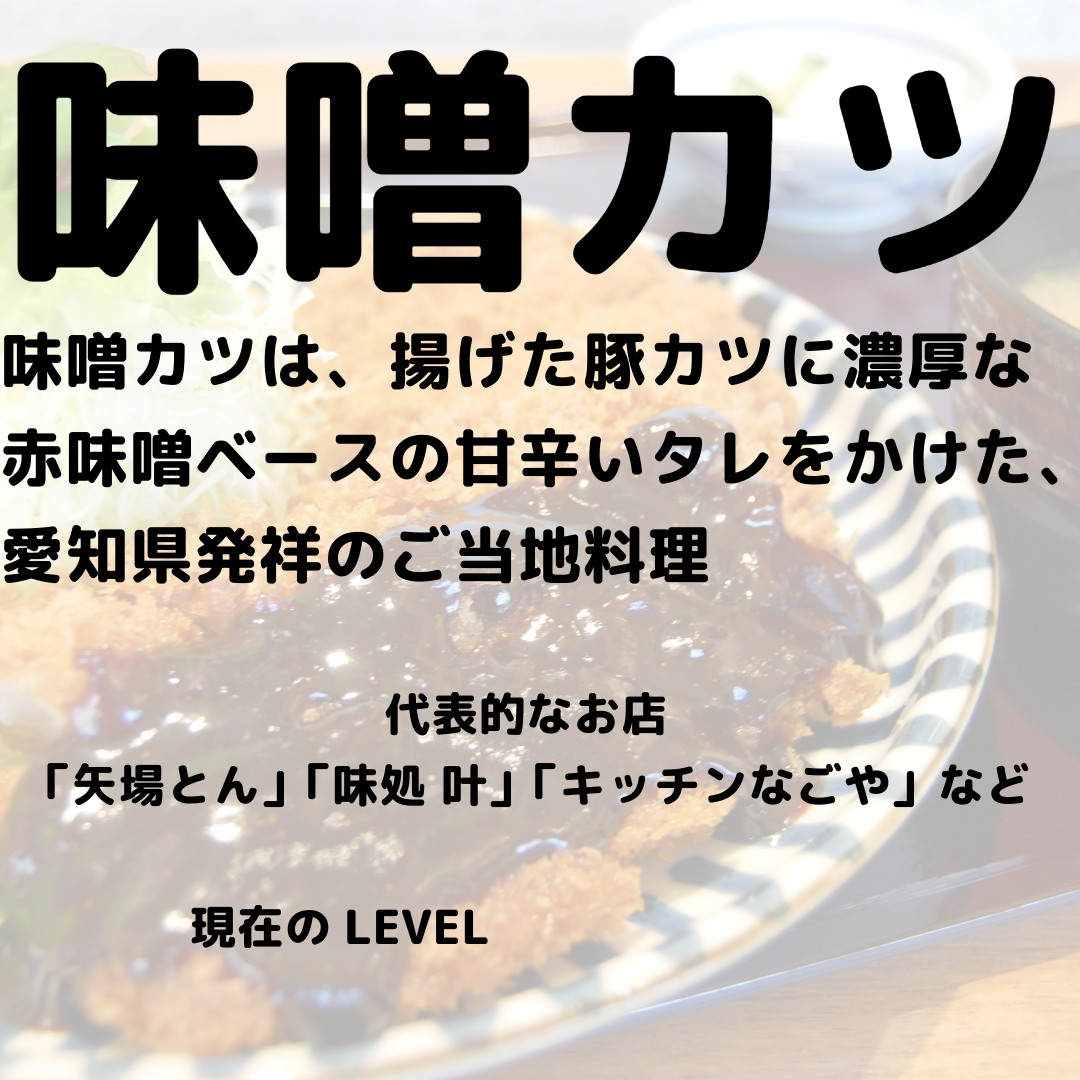 味噌カツ
味噌カツは、揚げた豚カツに濃厚な
赤味噌ベースの甘辛いタレをかけた、
愛知県発祥のご当地料理
代表的なお店
「矢場とん」「味処 叶」「キッチンなごや」など
現在の LEVEL